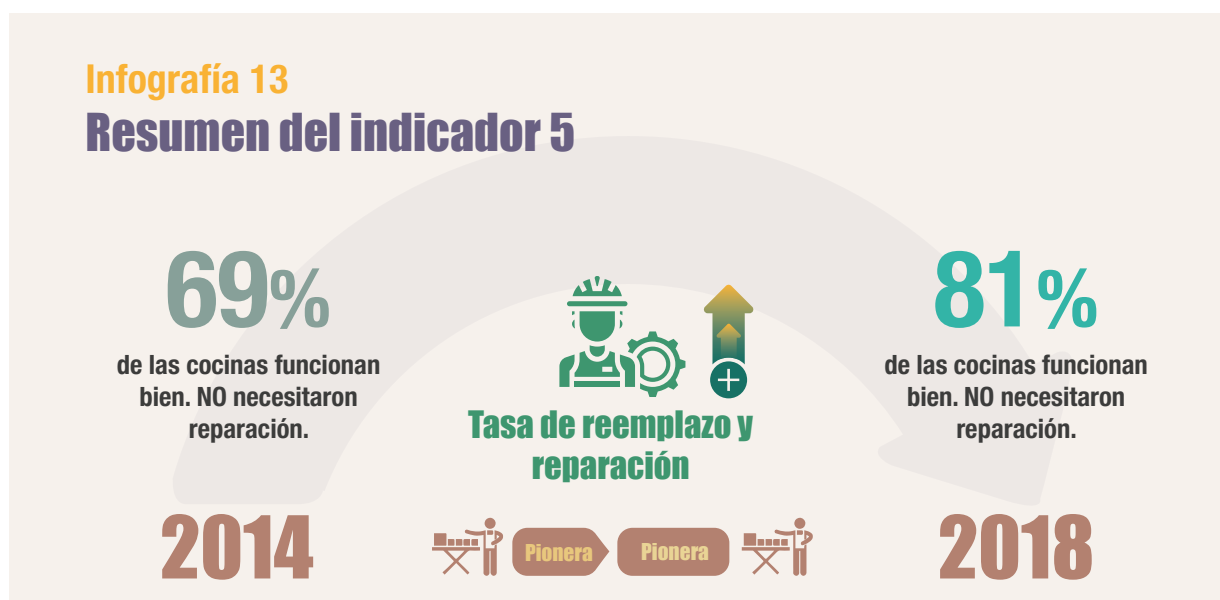 Infografía 13
Resumen del indicador 5
69%
de las cocinas funcionan
bien. NO necesitaron
reparación.
2014
Tasa de reemplazo y
reparación
Pionera
Pionera
81%
de las cocinas funcionan
bien. NO necesitaron
reparación.
2018